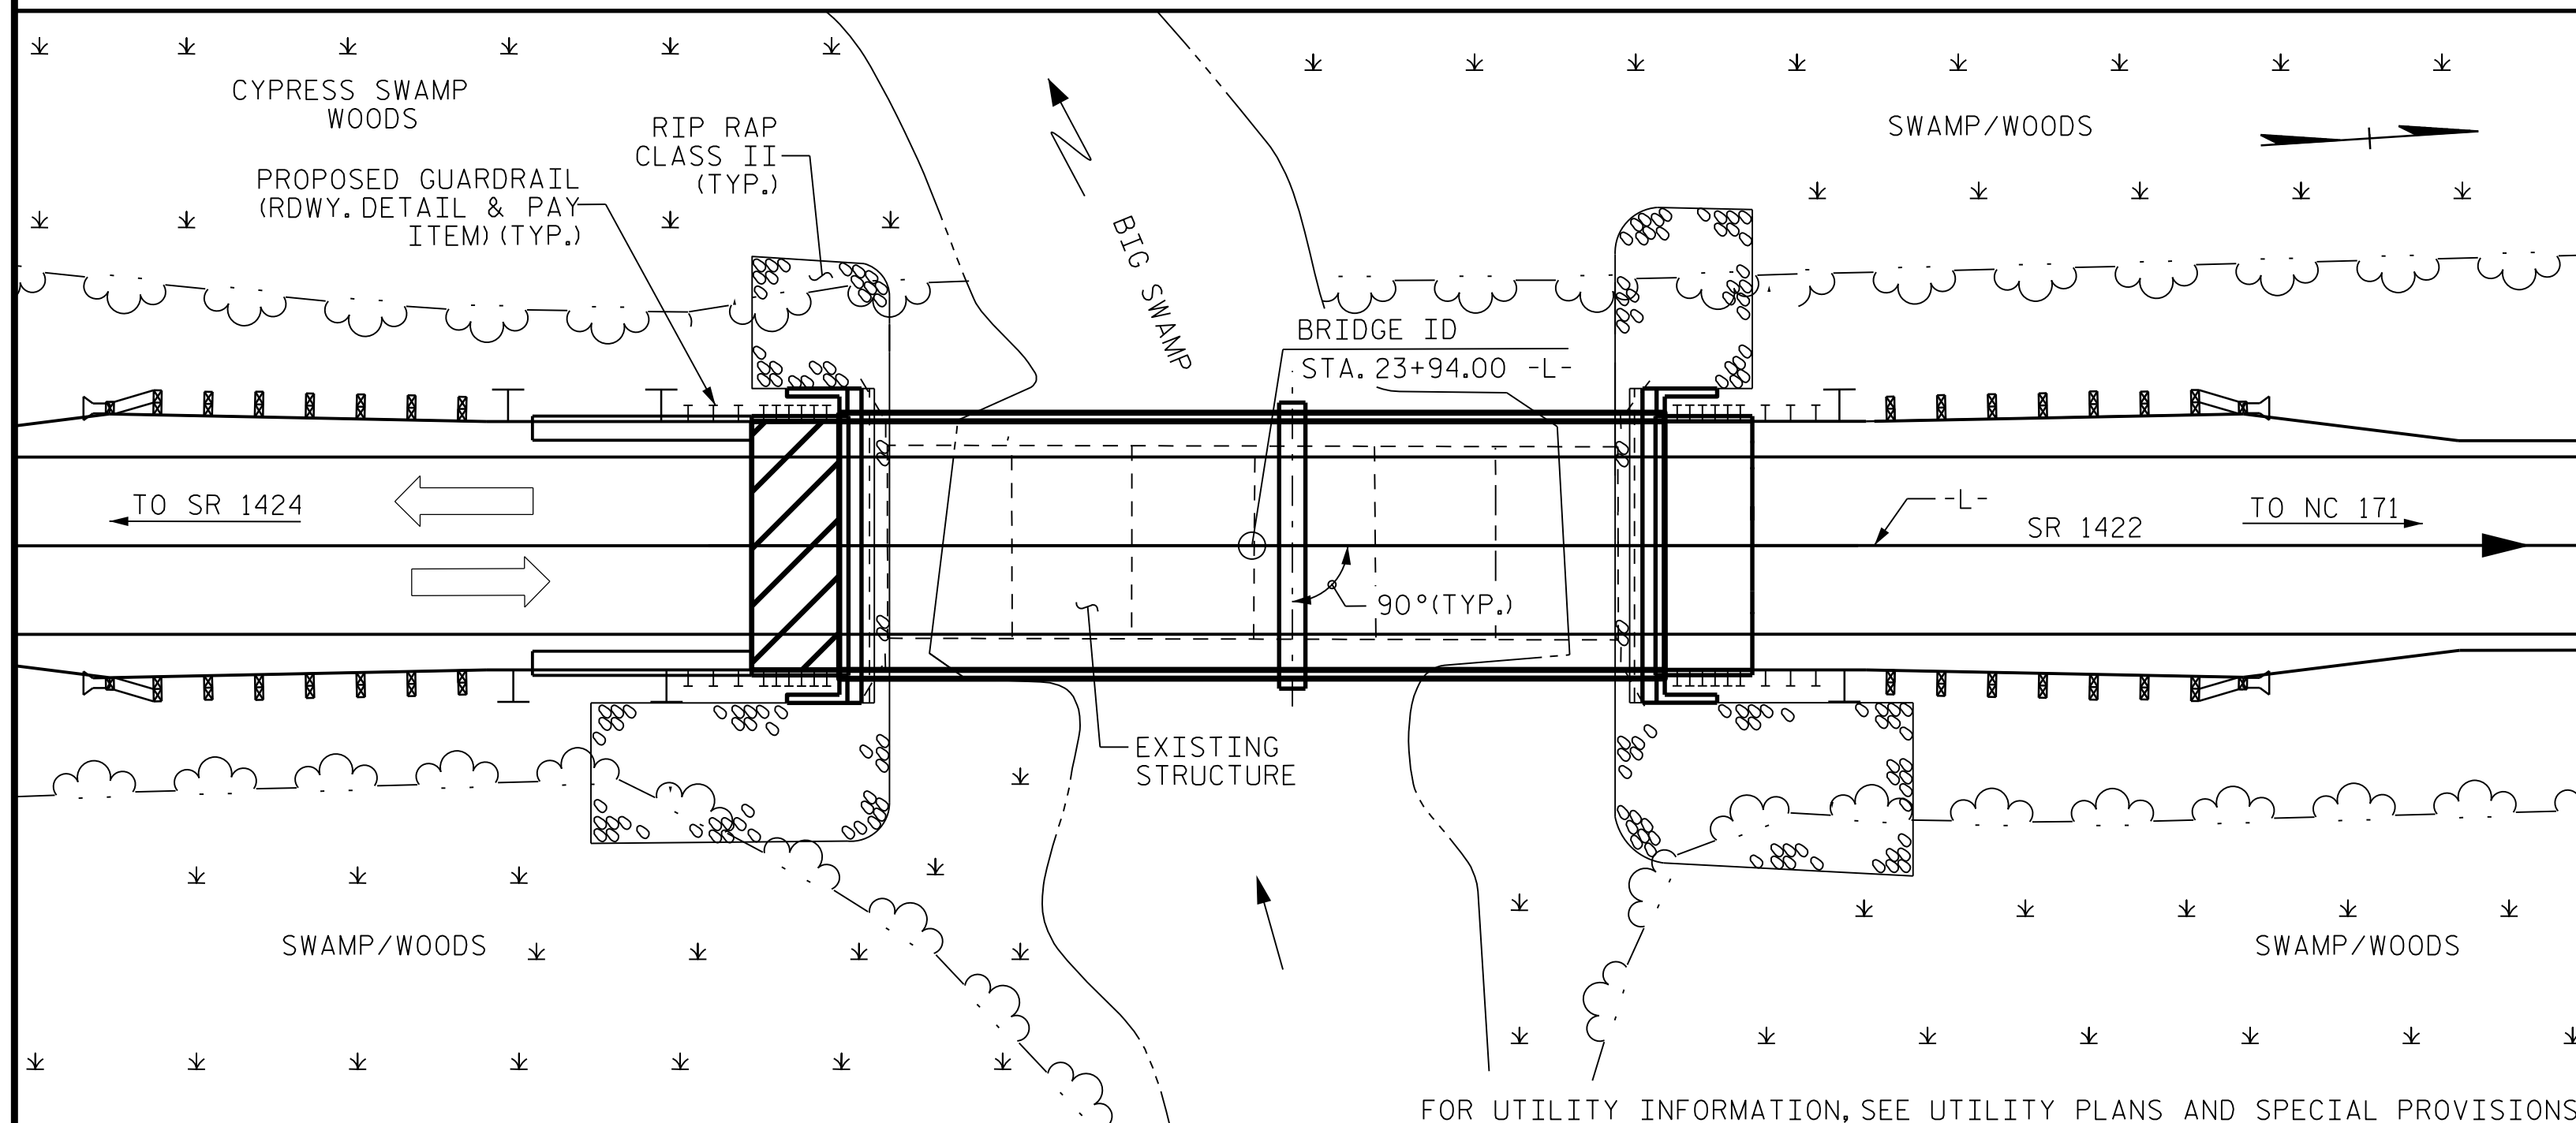 CYPRESS SWAMP
WOODS
RIP RAP
CLASS II
(TYP.)
PROPOSED GUARDRAIL
(RDWY. DETAIL & PAY
ITEM) (TYP.)
BIG SWAMP
SWAMP/WOODS
BRIDGE ID
STA. 23+94.00 -L-
TO SR 1424
-L-
SR 1422
TO NC 171
90°(TYP.)
EXISTING
STRUCTURE
SWAMP/WOODS
SWAMP/WOODS
FOR UTILITY INFORMATION, SEE UTILITY PLANS AND SPECIAL PROVISIONS